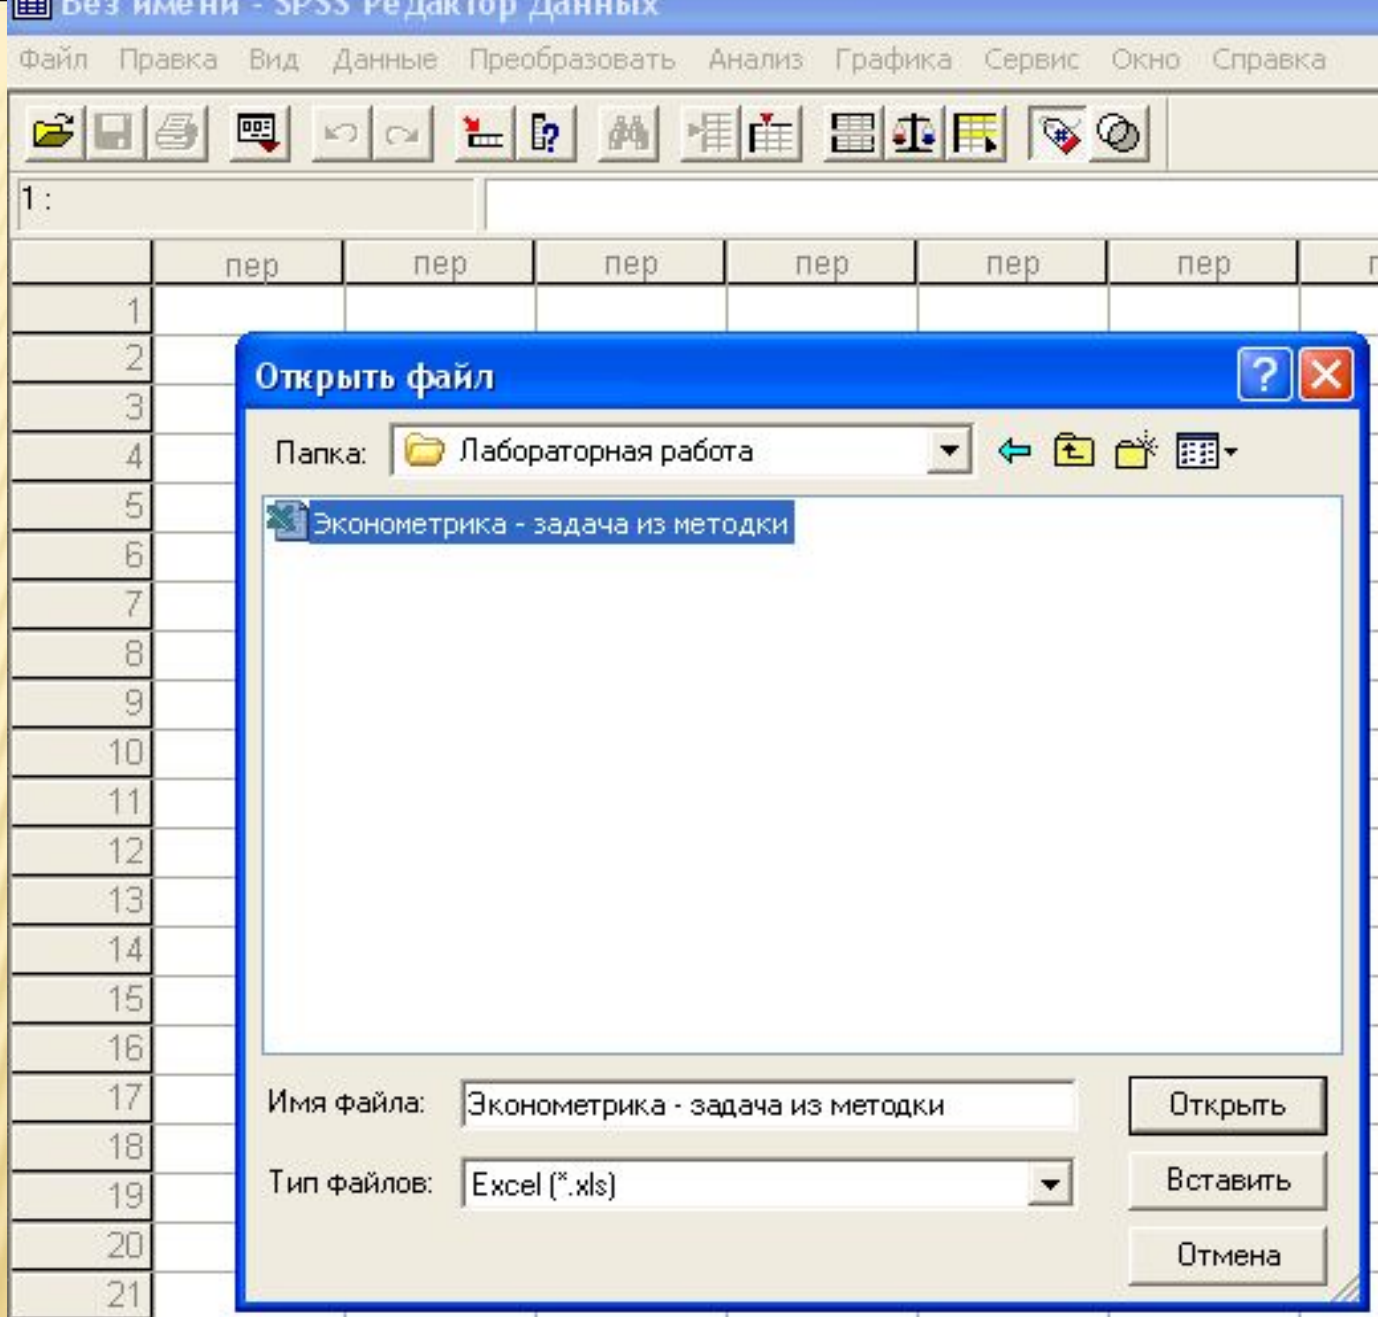 Без имени - SPSS Редактор Данных
Файл Правка Вид Данные Преобразовать Анализ Графика Сервис Окно Справка
1 :
пер пер пер пер пер пер
1
2
Открыть файл
3
Папка: Лабораторная работа
4
5
Эконометрика - задача из методки
6
7
8
9
10
11
12
13
14
15
16
17
Имя файла: Эконометрика - задача из методки Открыть
18
Тип файлов: Excel (*.xls) Вставить
19
20
Отмена
21